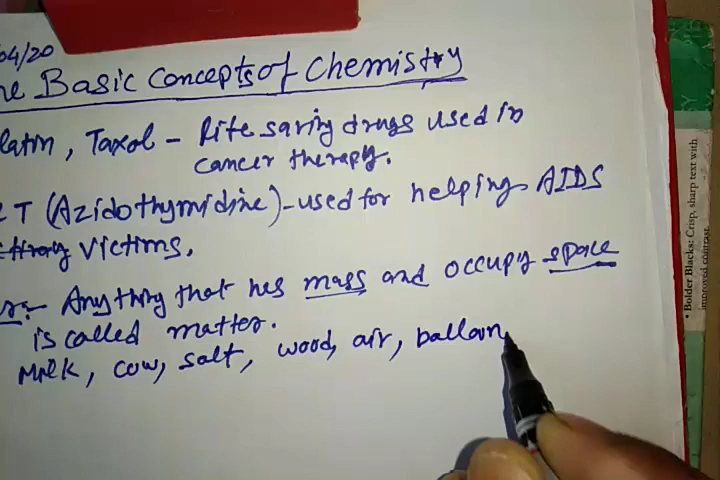 04/20
Basic Concepts of Chemistry
latin, Taxol - life saving drugs used in
cancer therapy.
T (Azidothymidine) - used for helping AIDS
victims.
Anything that has mass and occupy space
is called matter.
Milk, cow, salt, wood, air, balloon
• Bolder Blacks: Crisp, sharp text with
improved contrast